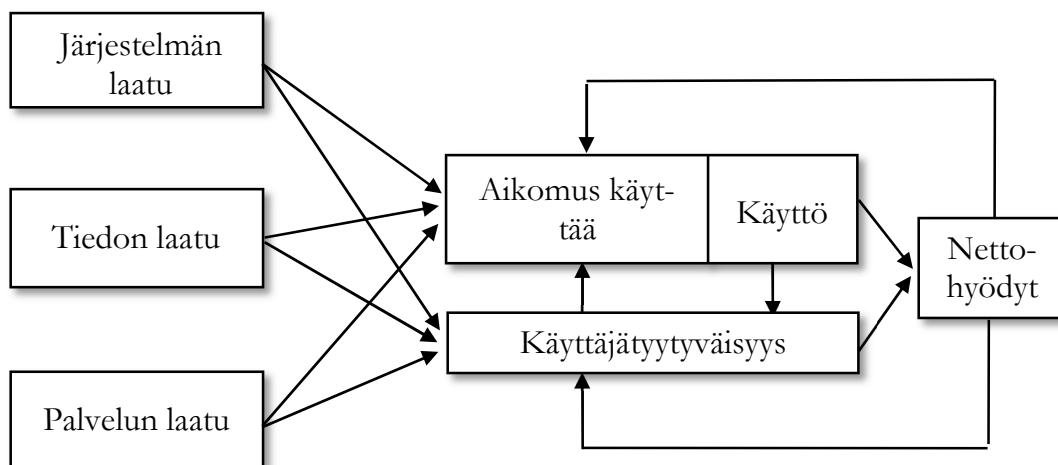 Järjestelmän
laatu
Tiedon laatu
Palvelun laatu
Aikomus käyt-
tää
Käyttö
Käyttäjätyytyväisyys
Netto-
hyödyt